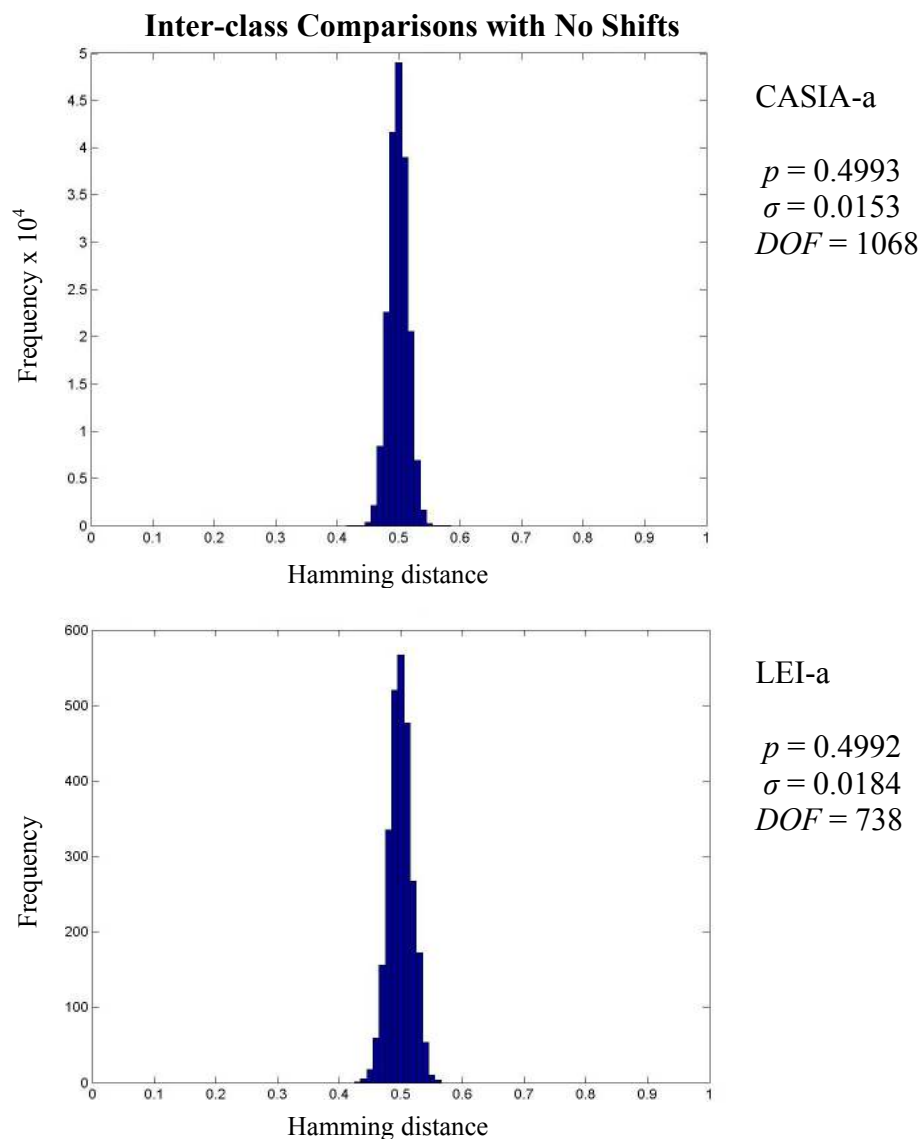 Inter-class Comparisons with No Shifts
5
4.5
4
3.5
3
2.5
2
1.5
1
0.5
0
Frequency x 10^4
0 0.1 0.2 0.3 0.4 0.5 0.6 0.7 0.8 0.9 1
Hamming distance
CASIA-a
p = 0.4993
σ = 0.0153
DOF = 1068
600
500
400
300
200
100
0
Frequency
0 0.1 0.2 0.3 0.4 0.5 0.6 0.7 0.8 0.9 1
Hamming distance
LEI-a
p = 0.4992
σ = 0.0184
DOF = 738